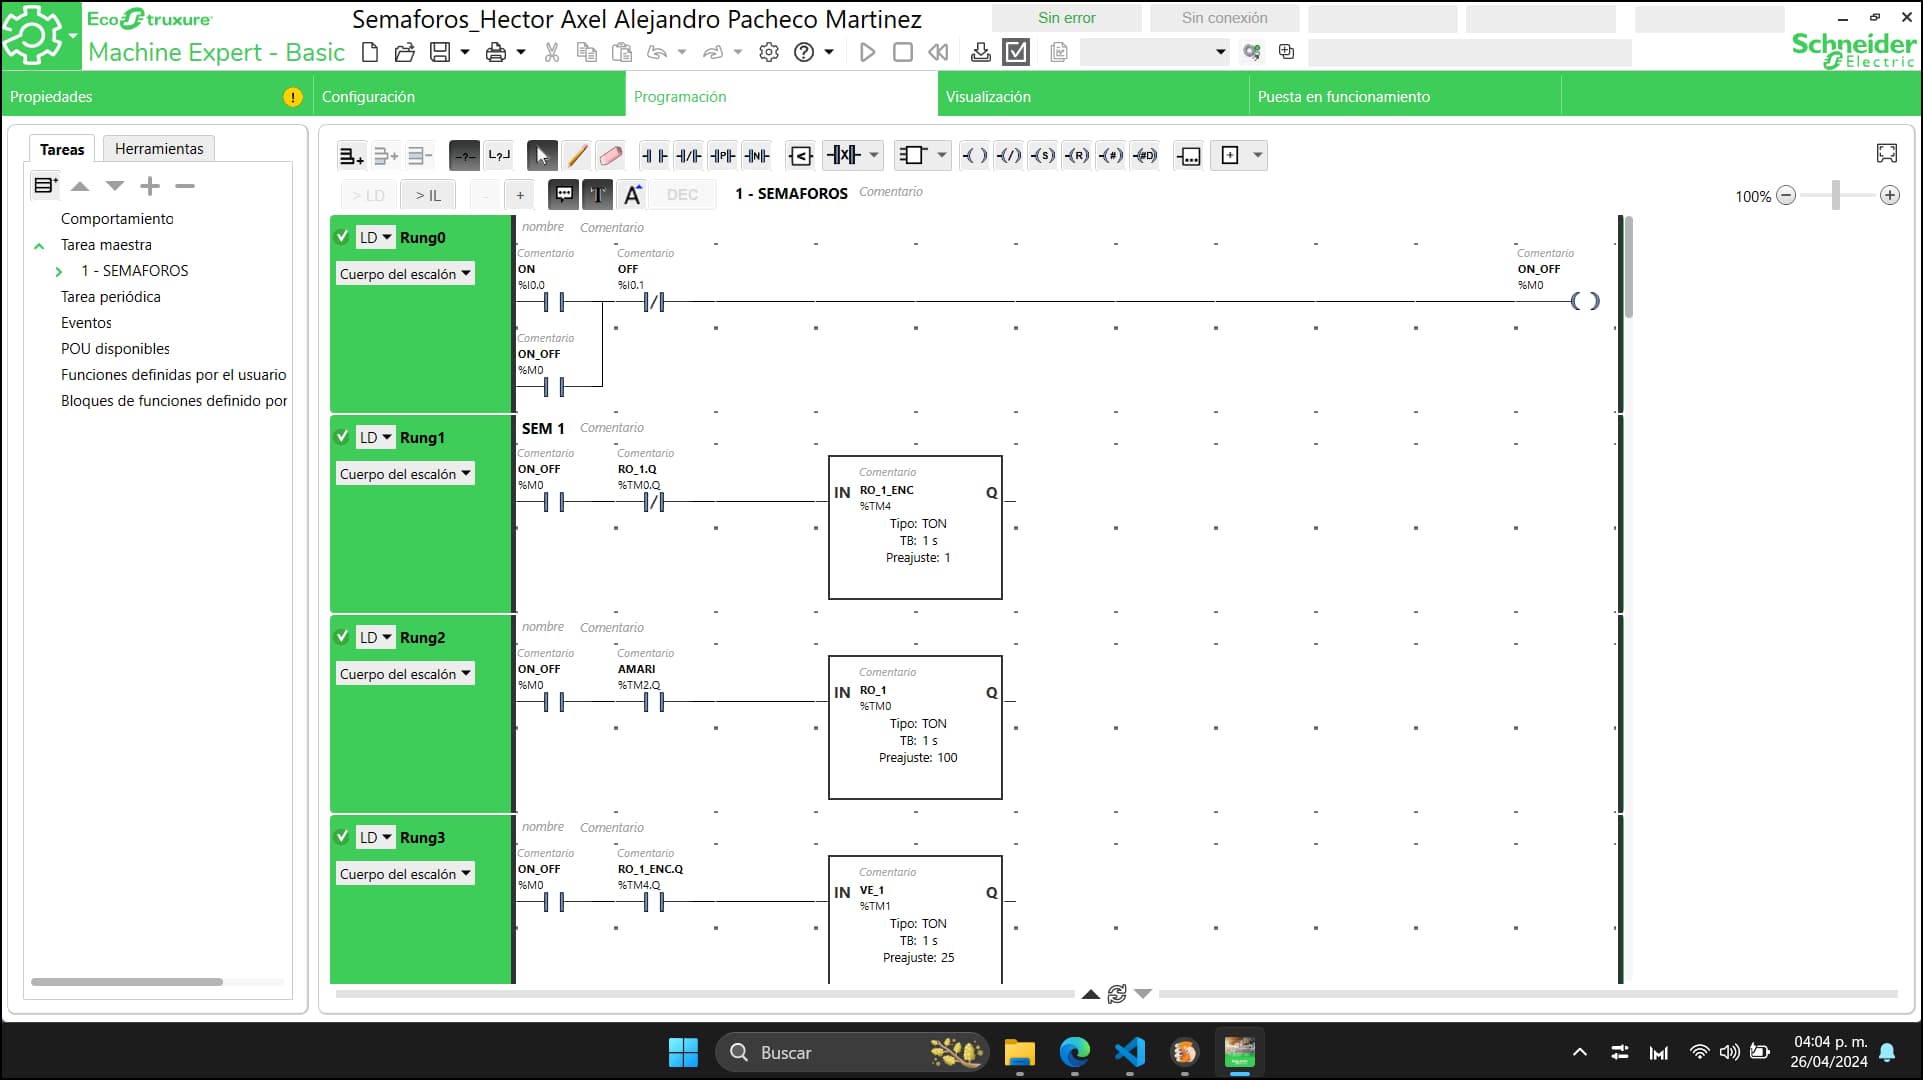 EcoStruxure
Machine Expert - Basic
Semaforos_Hector Axel Alejandro Pacheco Martinez
Sin error
Sin conexión
Schneider
Electric
Propiedades
Configuración
Programación
Visualización
Puesta en funcionamiento
Tareas
Herramientas
Comportamiento
Tarea maestra
1 - SEMAFOROS
Tarea periódica
Eventos
POU disponibles
Funciones definidas por el usuario
Bloques de funciones definido por
> LD
> IL
DEC
1 - SEMAFOROS
Comentario
100%
LD
Rung0
Cuerpo del escalón
nombre
Comentario
Comentario
ON
%I0.0
Comentario
OFF
%I0.1
Comentario
ON_OFF
%M0
Comentario
ON_OFF
%M0
LD
Rung1
Cuerpo del escalón
SEM 1
Comentario
Comentario
ON_OFF
%M0
Comentario
RO_1.Q
%TM0.Q
Comentario
IN
RO_1_ENC
Q
%TM4
Tipo: TON
TB: 1 s
Preajuste: 1
LD
Rung2
Cuerpo del escalón
nombre
Comentario
Comentario
ON_OFF
%M0
Comentario
AMARI
%TM2.Q
Comentario
IN
RO_1
Q
%TM0
Tipo: TON
TB: 1 s
Preajuste: 100
LD
Rung3
Cuerpo del escalón
nombre
Comentario
Comentario
ON_OFF
%M0
Comentario
RO_1_ENC.Q
%TM4.Q
Comentario
IN
VE_1
Q
%TM1
Tipo: TON
TB: 1 s
Preajuste: 25
Buscar
04:04 p. m.
26/04/2024